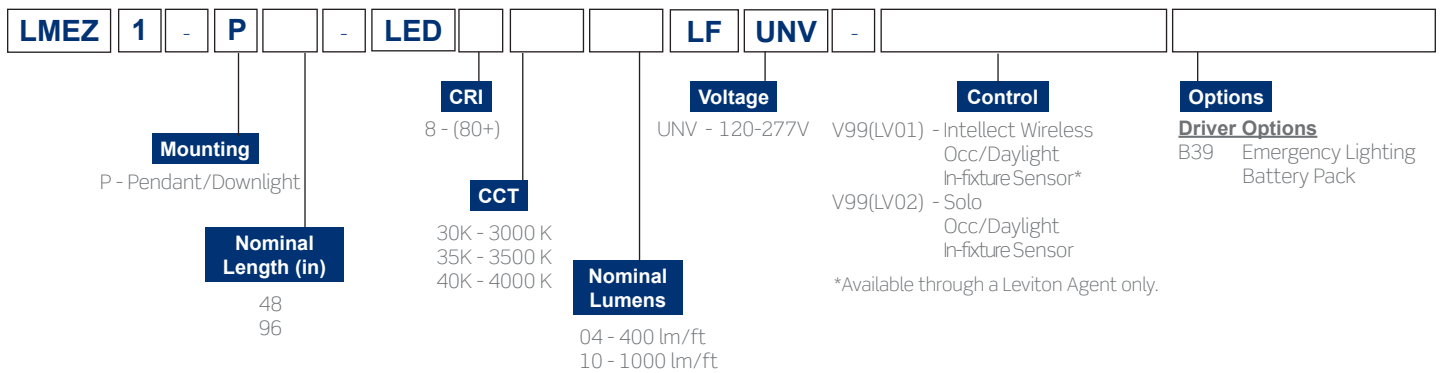 LMEZ 1 - P - LED LF UNV -
Mounting
P - Pendant/Downlight
Nominal
Length (in)
48
96
CRI
8 - (80+)
CCT
30K - 3000 K
35K - 3500 K
40K - 4000 K
Nominal
Lumens
04 - 400 lm/ft
10 - 1000 lm/ft
Voltage
UNV - 120-277V
Control
V99(LV01) - Intellect Wireless
Occ/Daylight
In-fixture Sensor*
V99(LV02) - Solo
Occ/Daylight
In-fixture Sensor
*Available through a Leviton Agent only.
Options
Driver Options
B39 Emergency Lighting
Battery Pack